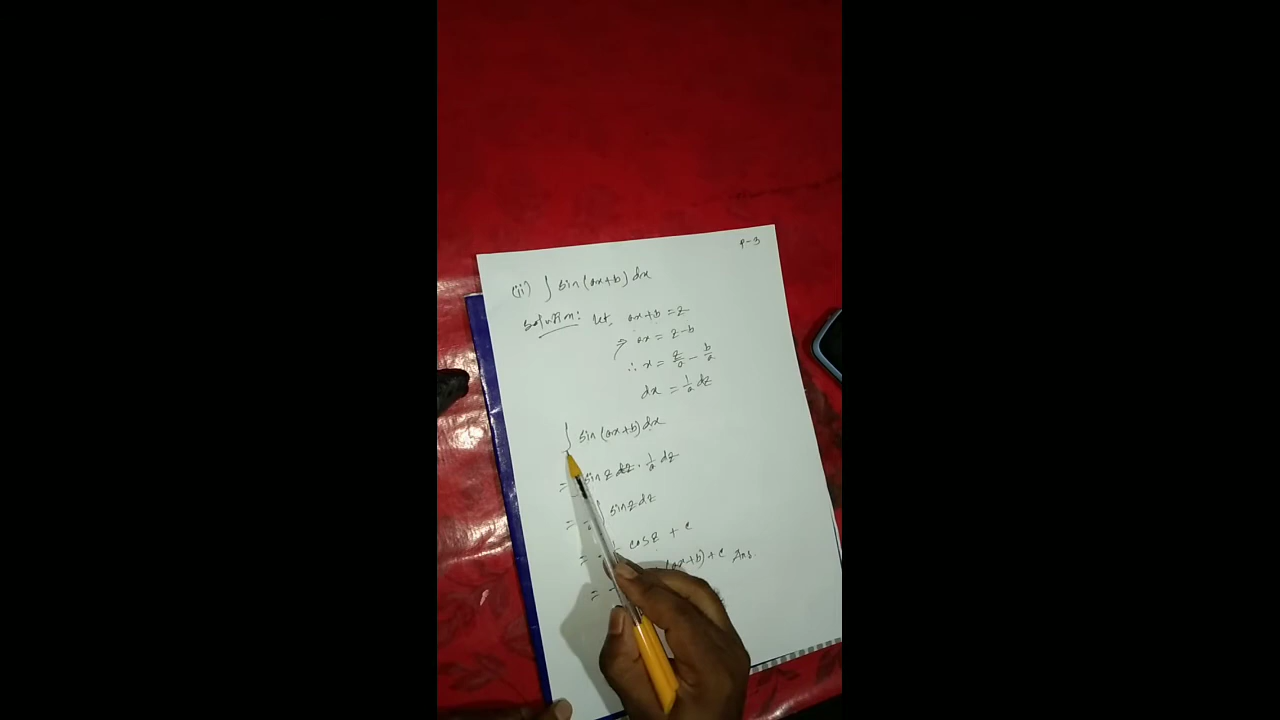 P-3
(ii) ∫ sin(ax+b) dx
Solution: Let, ax+b = z
⇒ ax = z-b
∴ x = z/a - b/a
dx = 1/a dz
∫ sin(ax+b) dx
= sin z dz . 1/a dz
= ∫ sin z dz
= cos z + c
= (ax+b) + c Ans.